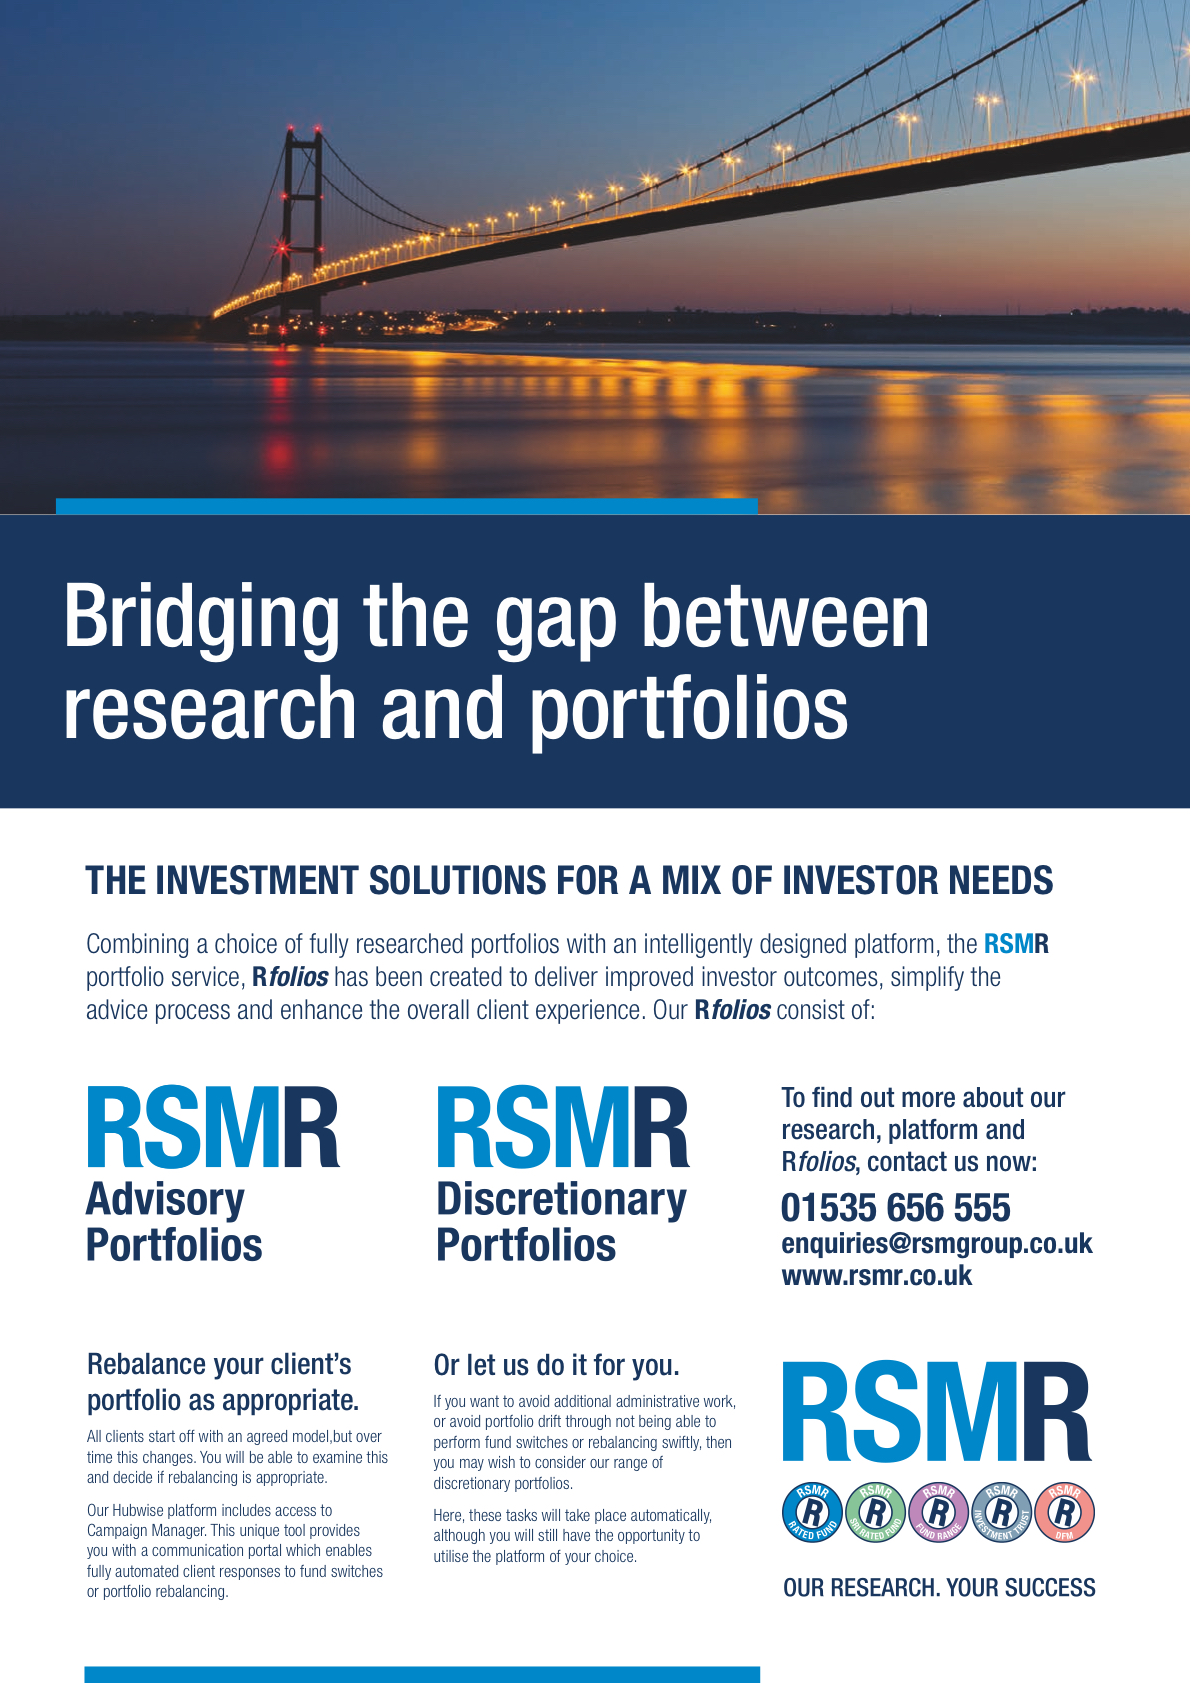 Bridging the gap between
research and portfolios
THE INVESTMENT SOLUTIONS FOR A MIX OF INVESTOR NEEDS
Combining a choice of fully researched portfolios with an intelligently designed platform, the RSMR
portfolio service, Rfolios has been created to deliver improved investor outcomes, simplify the
advice process and enhance the overall client experience. Our Rfolios consist of:
RSMR
Advisory
Portfolios
Rebalance your client’s
portfolio as appropriate.
All clients start off with an agreed model,but over
time this changes. You will be able to examine this
and decide if rebalancing is appropriate.
Our Hubwise platform includes access to
Campaign Manager. This unique tool provides
you with a communication portal which enables
fully automated client responses to fund switches
or portfolio rebalancing.
RSMR
Discretionary
Portfolios
Or let us do it for you.
If you want to avoid additional administrative work,
or avoid portfolio drift through not being able to
perform fund switches or rebalancing swiftly, then
you may wish to consider our range of
discretionary portfolios.
Here, these tasks will take place automatically,
although you will still have the opportunity to
utilise the platform of your choice.
To find out more about our
research, platform and
Rfolios, contact us now:
01535 656 555
enquiries@rsmgroup.co.uk
www.rsmr.co.uk
RSMR
RSMR R RATED FUND
RSMR R SRI RATED FUND
RSMR R FUND RANGE
RSMR R INVESTMENT TRUST
RSMR R DFM
OUR RESEARCH. YOUR SUCCESS